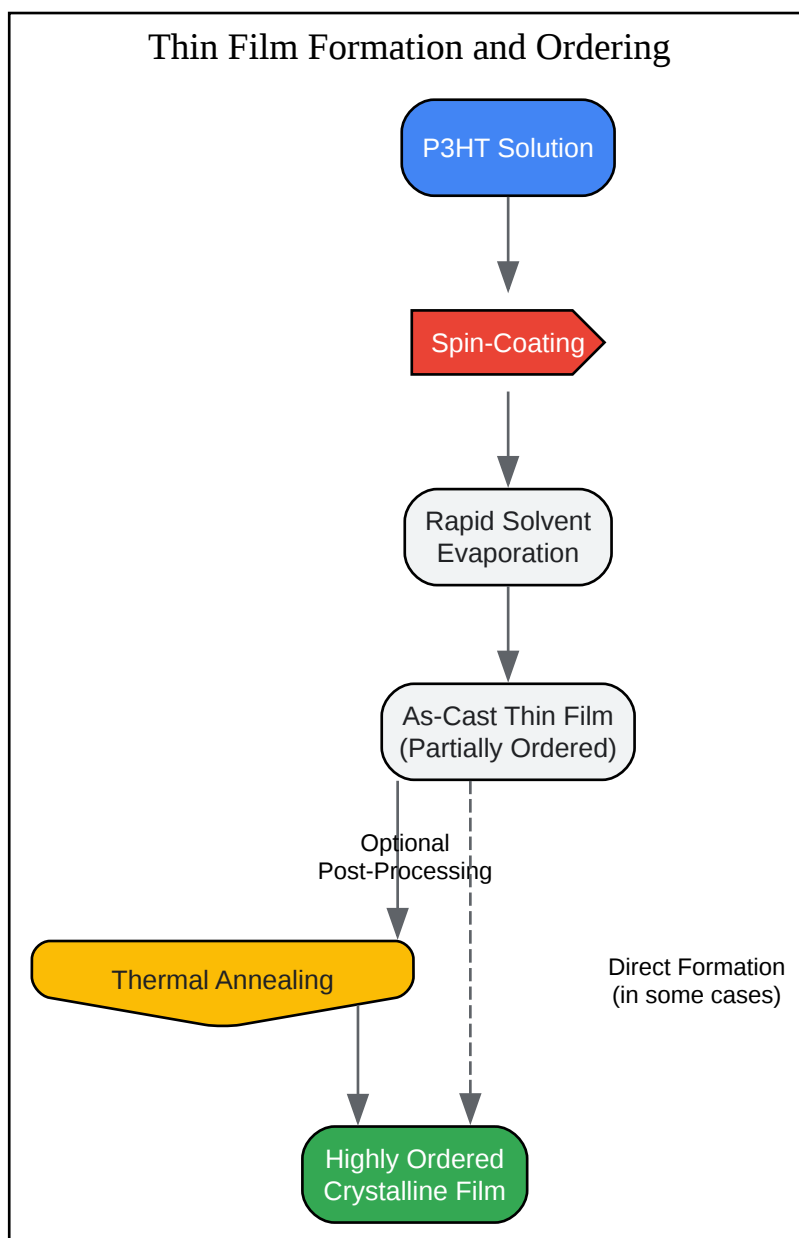 Thin Film Formation and Ordering
P3HT Solution
Spin-Coating
Rapid Solvent
Evaporation
As-Cast Thin Film
(Partially Ordered)
Optional
Post-Processing
Thermal Annealing
Direct Formation
(in some cases)
Highly Ordered
Crystalline Film